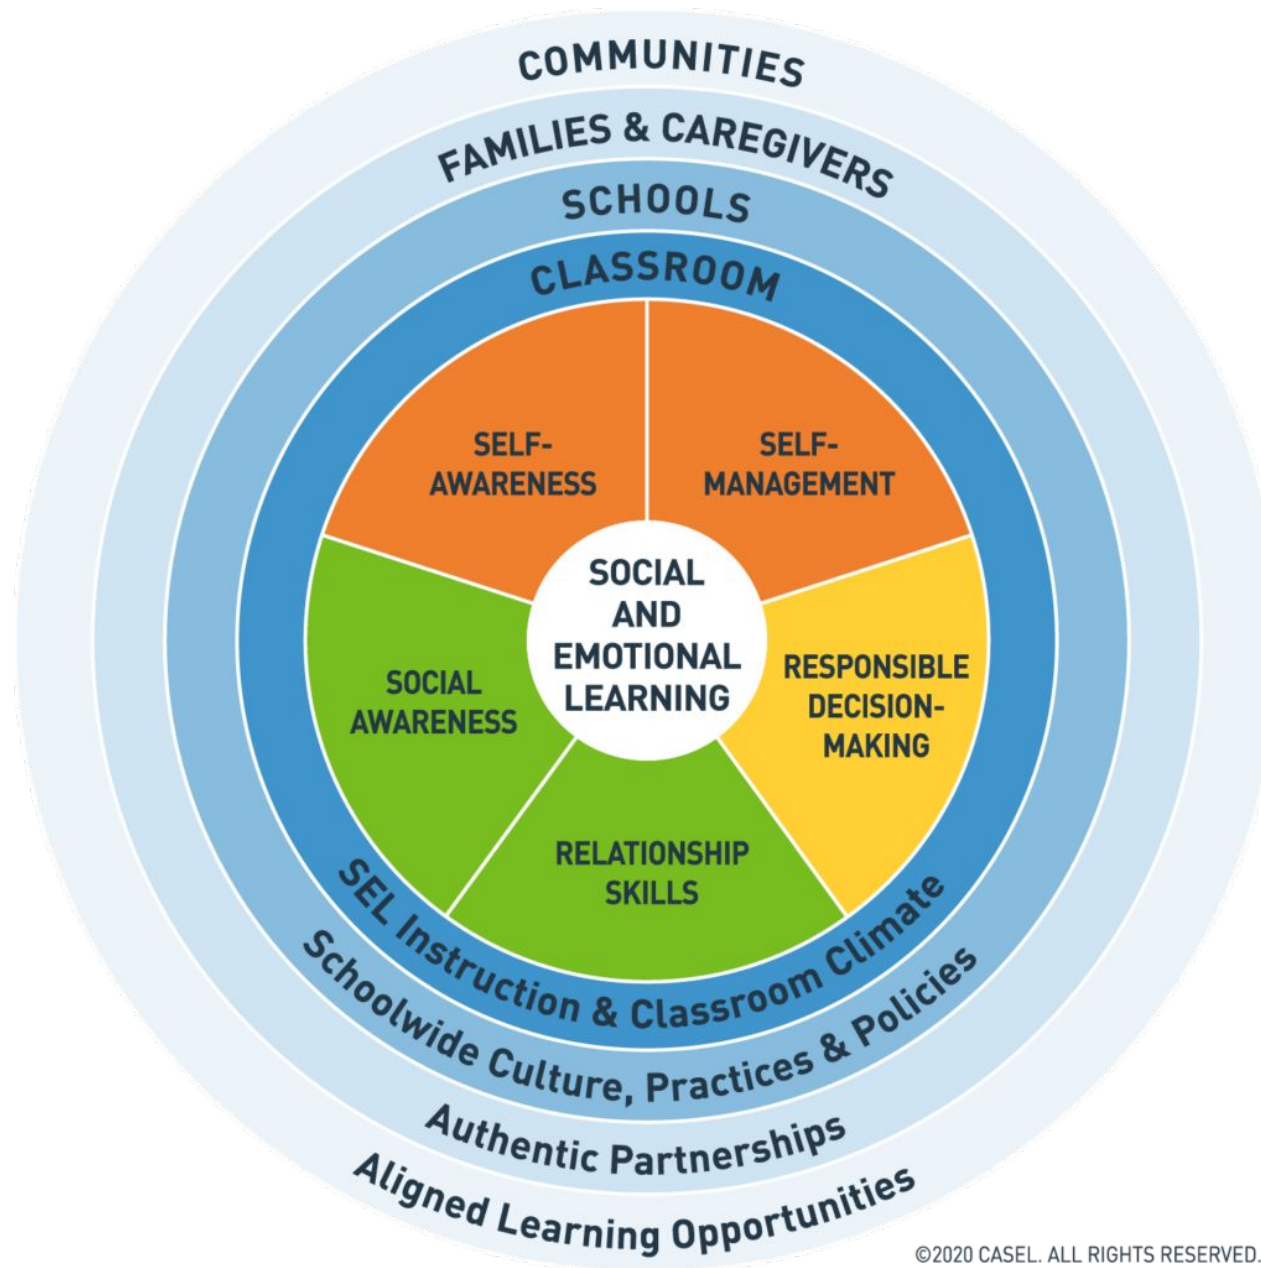 COMMUNITIES
FAMILIES & CAREGIVERS
SCHOOLS
CLASSROOM
SELF-
AWARENESS
SELF-
MANAGEMENT
SOCIAL
AND
EMOTIONAL
LEARNING
SOCIAL
AWARENESS
RESPONSIBLE
DECISION-
MAKING
RELATIONSHIP
SKILLS
SEL Instruction & Classroom Climate
Schoolwide Culture, Practices & Policies
Authentic Partnerships
Aligned Learning Opportunities
©2020 CASEL. ALL RIGHTS RESERVED.